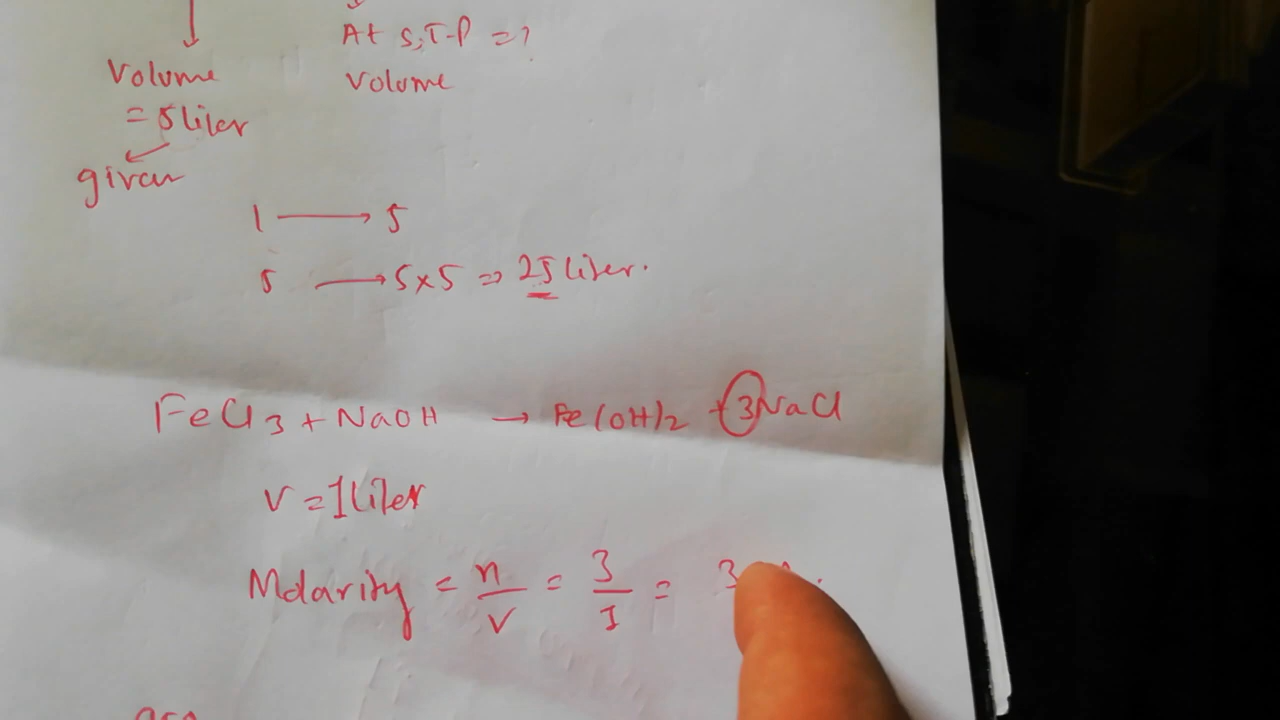 At S.T.P =?
Volume
Volume
= 5 liter
given
1 → 5
5 → 5×5 => 25 liter.
FeCl3 + NaOH → Fe(OH)2 + 3NaCl
V = 1 liter
Molarity = n/V = 3/1 = 3